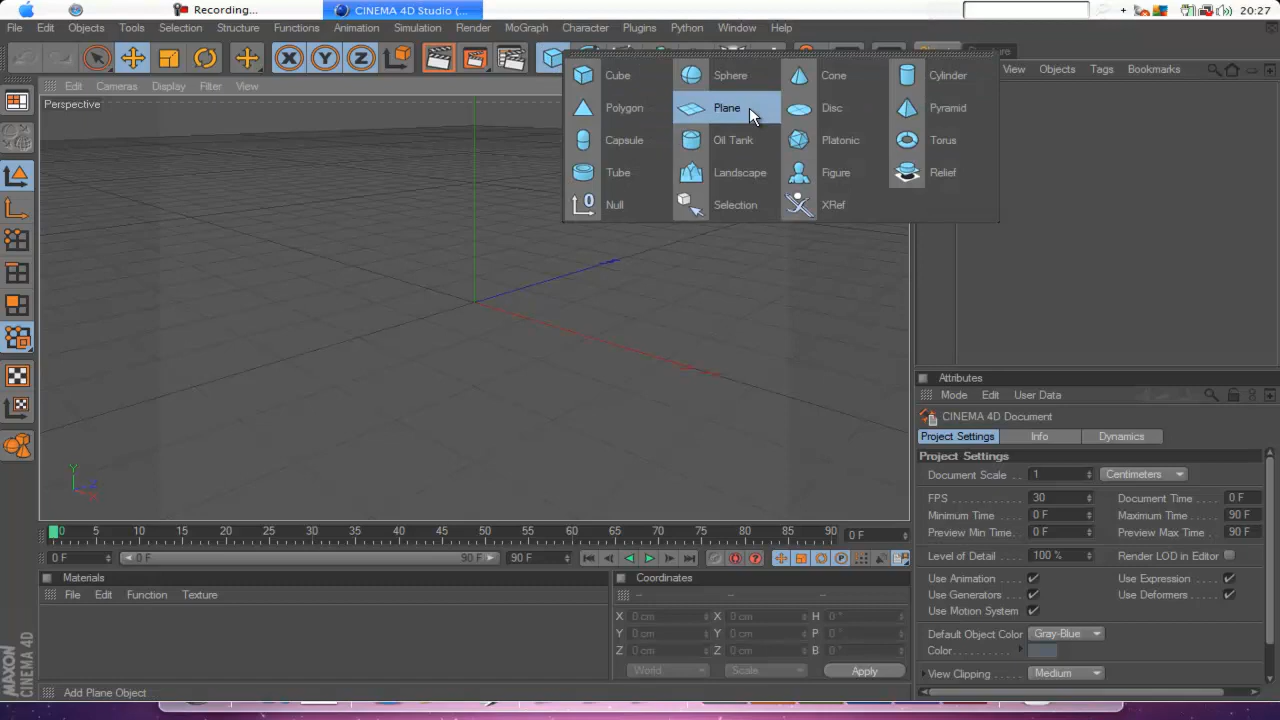 Recording...
CINEMA 4D Studio (...
20:27
File Edit Objects Tools Selection Structure Functions Animation Simulation Render MoGraph Character Plugins Python Window Help
X Y Z
View Objects Tags Bookmarks
Edit Cameras Display Filter View
Perspective
Cube Sphere Cone Cylinder
Polygon Plane Disc Pyramid
Capsule Oil Tank Platonic Torus
Tube Landscape Figure Relief
Null Selection XRef
Y
Z
X
Attributes
Mode Edit User Data
CINEMA 4D Document
Project Settings Info Dynamics
Project Settings
Document Scale . . 1 Centimeters
FPS . . . . . . . . . . . 30 Document Time . 0 F
Minimum Time . . 0 F Maximum Time . . 90 F
Preview Min Time. 0 F Preview Max Time 90 F
Level of Detail . . . 100 % Render LOD in Editor
Use Animation . . . Use Expression . . .
Use Generators . . . Use Deformers . . .
Use Motion System
Default Object Color Gray-Blue
Color
View Clipping Medium
0 5 10 15 20 25 30 35 40 45 50 55 60 65 70 75 80 85 90 0 F
0 F 0 F 90 F 90 F
Materials
File Edit Function Texture
Coordinates
-- -- --
X 0 cm X 0 cm H 0 °
Y 0 cm Y 0 cm P 0 °
Z 0 cm Z 0 cm B 0 °
World Scale Apply
MAXON
CINEMA 4D
Add Plane Object